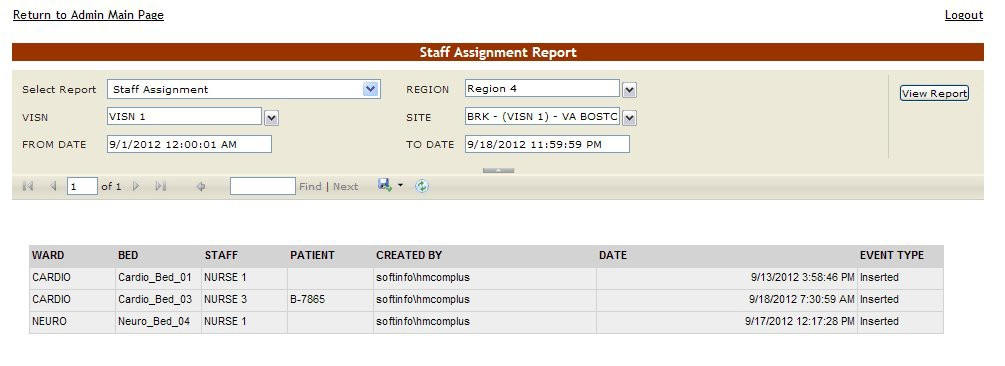 Return to Admin Main Page Logout
Staff Assignment Report
Select Report Staff Assignment REGION Region 4 View Report
VISN VISN 1 SITE BRK - (VISN 1) - VA BOSTC
FROM DATE 9/1/2012 12:00:01 AM TO DATE 9/18/2012 11:59:59 PM
1 of 1 Find | Next
WARD BED STAFF PATIENT CREATED BY DATE EVENT TYPE
CARDIO Cardio_Bed_01 NURSE 1 softinfo\hmcomplus 9/13/2012 3:58:46 PM Inserted
CARDIO Cardio_Bed_03 NURSE 3 B-7865 softinfo\hmcomplus 9/18/2012 7:30:59 AM Inserted
NEURO Neuro_Bed_04 NURSE 1 softinfo\hmcomplus 9/17/2012 12:17:28 PM Inserted